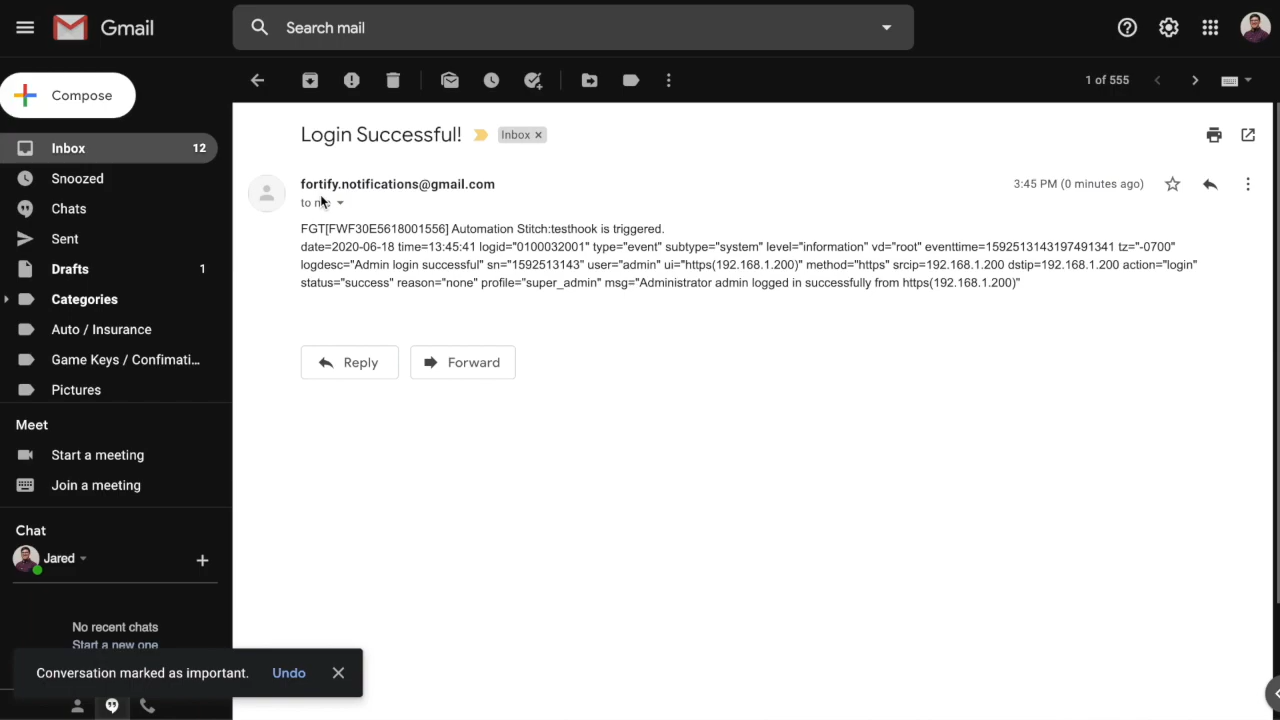 Gmail
Search mail
Compose
1 of 555
Inbox 12
Snoozed
Chats
Sent
Drafts 1
Categories
Auto / Insurance
Game Keys / Confimati...
Pictures
Meet
Start a meeting
Join a meeting
Chat
Jared
No recent chats
Start a new one
Conversation marked as important. Undo
Login Successful! Inbox x
fortify.notifications@gmail.com
3:45 PM (0 minutes ago)
to
FGT[FWF30E5618001556] Automation Stitch:testhook is triggered.
date=2020-06-18 time=13:45:41 logid="0100032001" type="event" subtype="system" level="information" vd="root" eventtime=1592513143197491341 tz="-0700"
logdesc="Admin login successful" sn="1592513143" user="admin" ui="https(192.168.1.200)" method="https" srcip=192.168.1.200 dstip=192.168.1.200 action="login"
status="success" reason="none" profile="super_admin" msg="Administrator admin logged in successfully from https(192.168.1.200)"
Reply
Forward